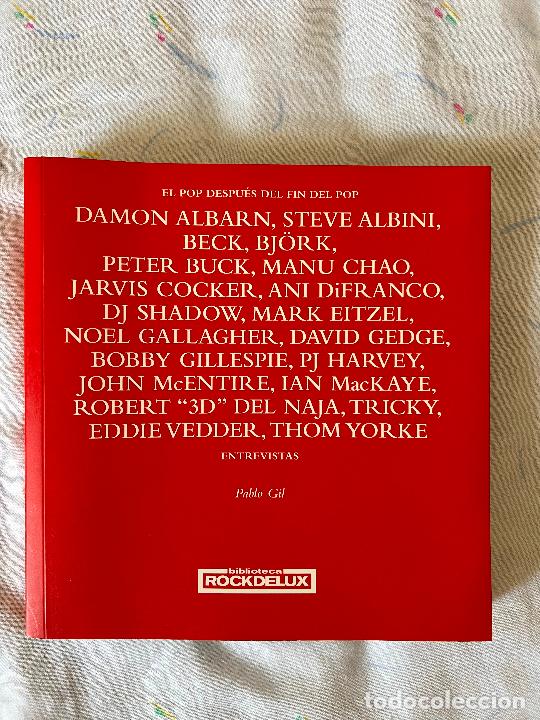 EL POP DESPUÉS DEL FIN DEL POP
DAMON ALBARN, STEVE ALBINI,
BECK, BJÖRK,
PETER BUCK, MANU CHAO,
JARVIS COCKER, ANI DiFRANCO,
DJ SHADOW, MARK EITZEL,
NOEL GALLAGHER, DAVID GEDGE,
BOBBY GILLESPIE, PJ HARVEY,
JOHN McENTIRE, IAN MacKAYE,
ROBERT "3D" DEL NAJA, TRICKY,
EDDIE VEDDER, THOM YORKE
ENTREVISTAS
Pablo Gil
biblioteca
ROCKDELUX
todocoleccion